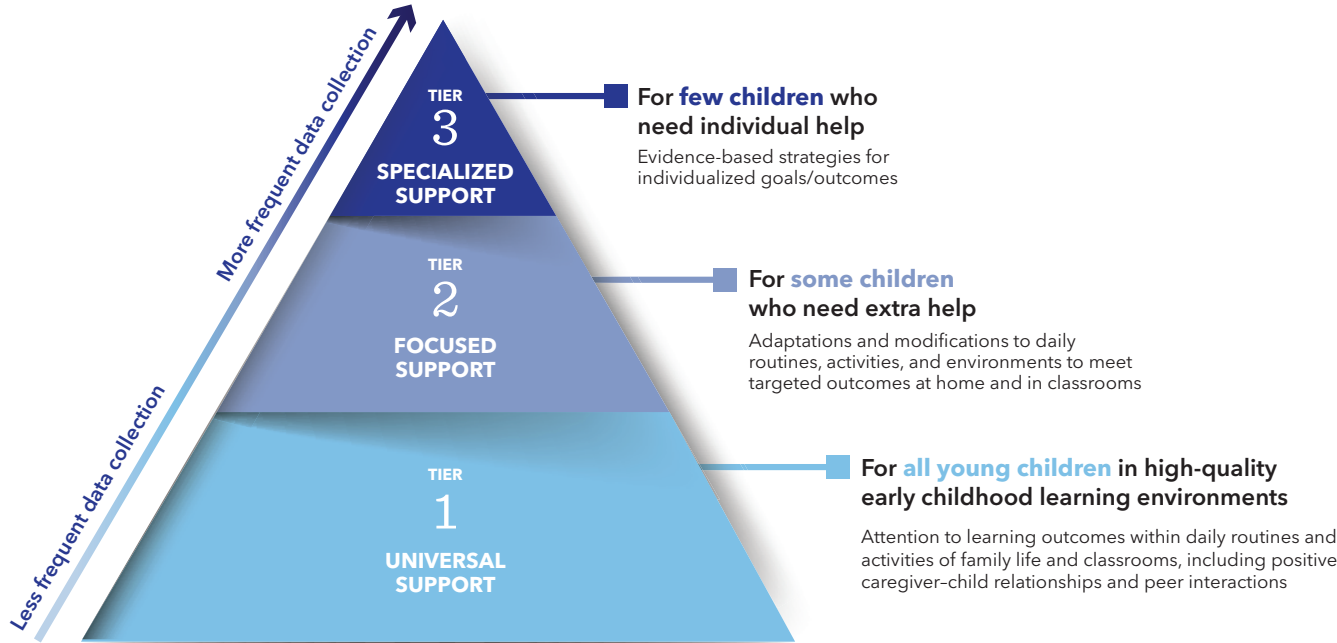 More frequent data collection
Less frequent data collection
TIER
3
SPECIALIZED
SUPPORT
For few children who
need individual help
Evidence-based strategies for
individualized goals/outcomes
TIER
2
FOCUSED
SUPPORT
For some children
who need extra help
Adaptations and modifications to daily
routines, activities, and environments to meet
targeted outcomes at home and in classrooms
TIER
1
UNIVERSAL
SUPPORT
For all young children in high-quality
early childhood learning environments
Attention to learning outcomes within daily routines and
activities of family life and classrooms, including positive
caregiver–child relationships and peer interactions